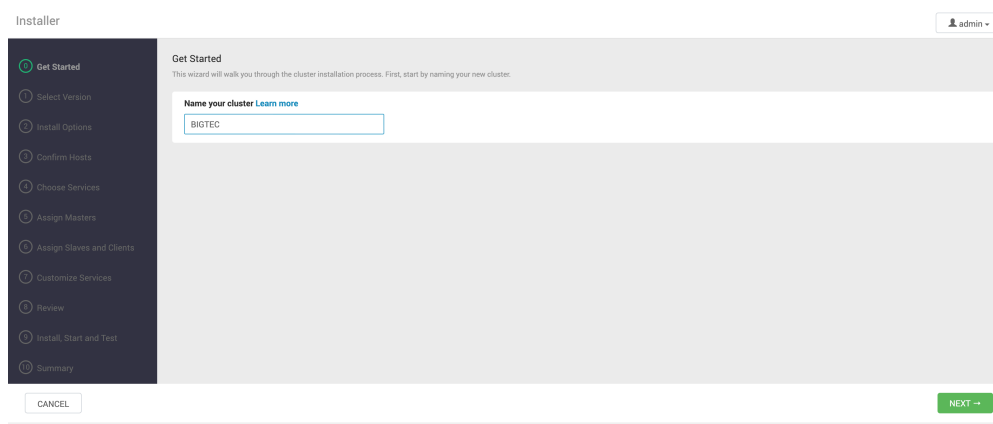 Installer
admin
0 Get Started
1 Select Version
2 Install Options
3 Confirm Hosts
4 Choose Services
5 Assign Masters
6 Assign Slaves and Clients
7 Customize Services
8 Review
9 Install, Start and Test
10 Summary
Get Started
This wizard will walk you through the cluster installation process. First, start by naming your new cluster.
Name your cluster Learn more
BIGTEC
CANCEL
NEXT →